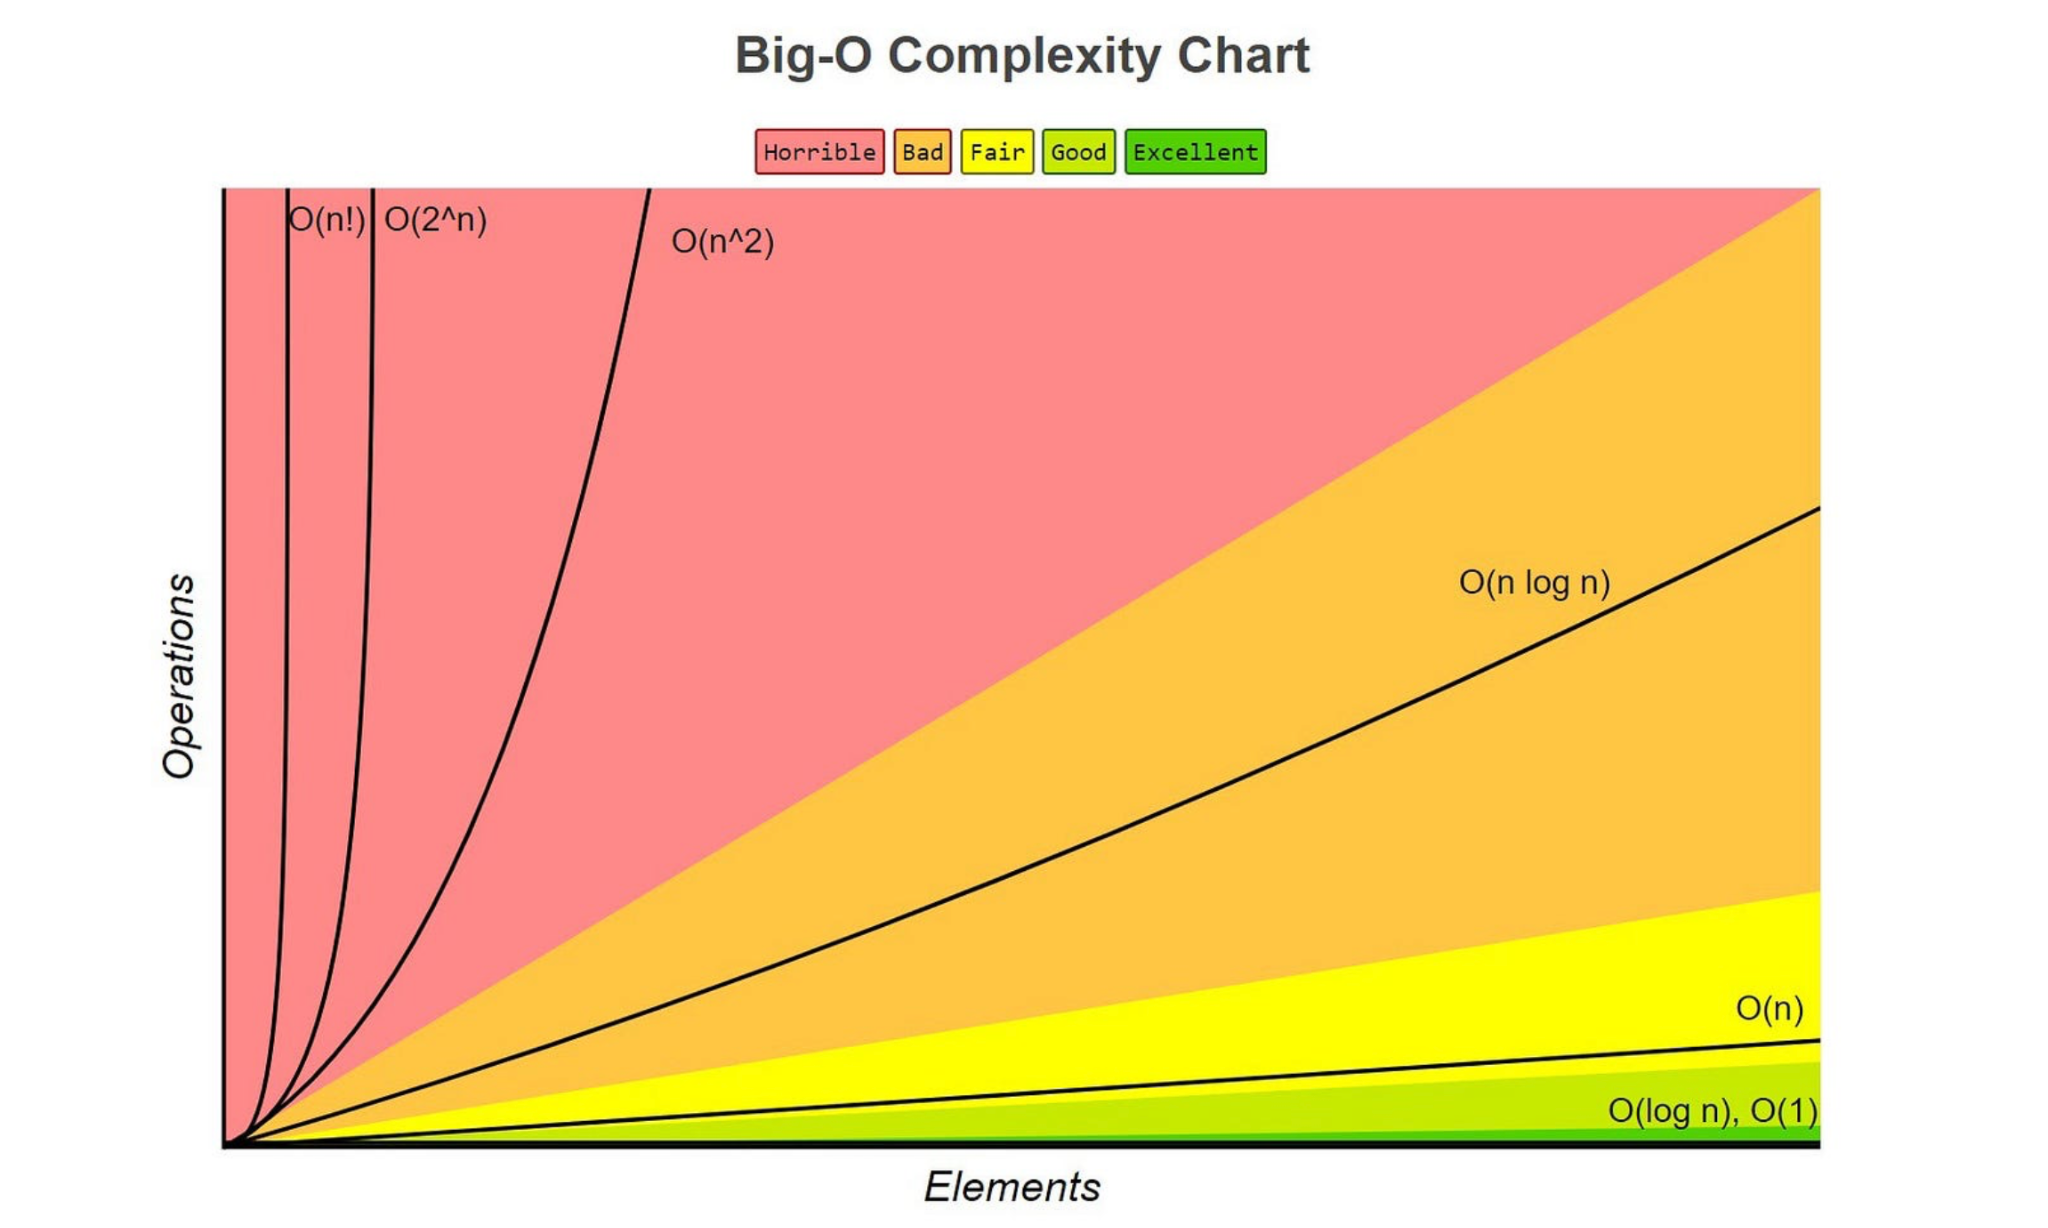 Big-O Complexity Chart
Horrible Bad Fair Good Excellent
O(n!) O(2^n)
O(n^2)
O(n log n)
Operations
O(n)
O(log n), O(1)
Elements